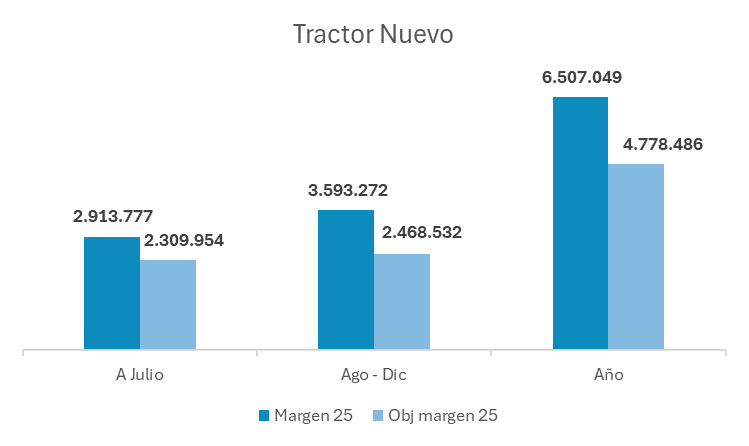 Tractor Nuevo
6.507.049
4.778.486
3.593.272
2.913.777
2.468.532
2.309.954
A Julio
Ago - Dic
Año
Margen 25
Obj margen 25